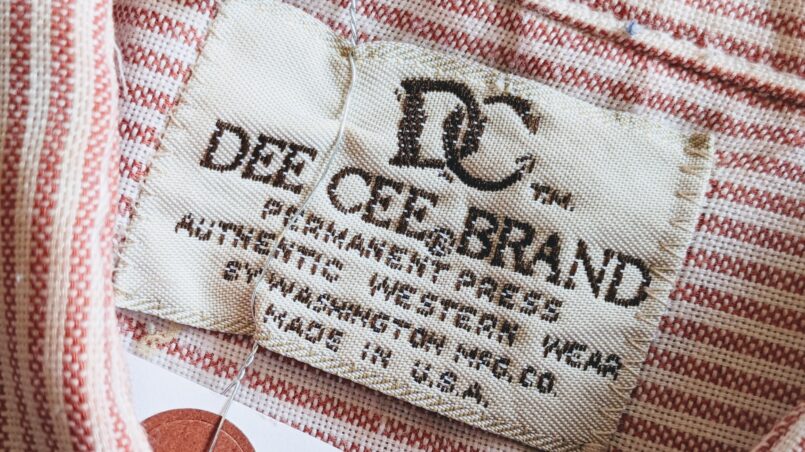 DC T.M.
DEE CEE® BRAND
PERMANENT PRESS
AUTHENTIC WESTERN WEAR
BY WASHINGTON MFG. CO.
MADE IN U.S.A.